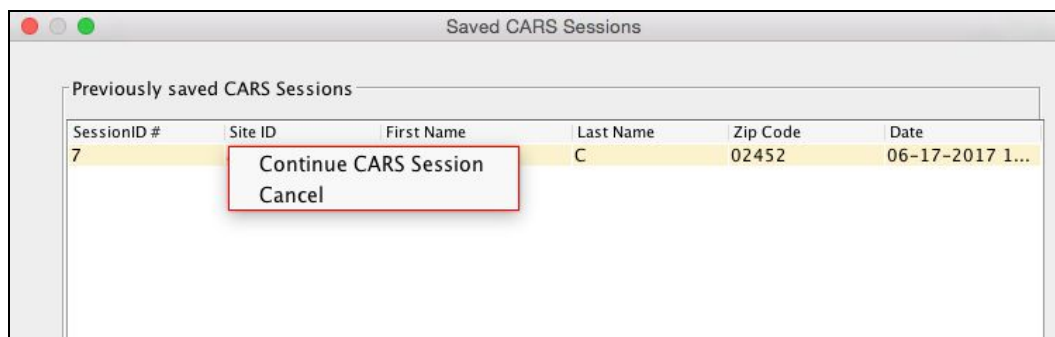 Saved CARS Sessions
Previously saved CARS Sessions
SessionID # Site ID First Name Last Name Zip Code Date
7 C 02452 06-17-2017 1...
Continue CARS Session
Cancel